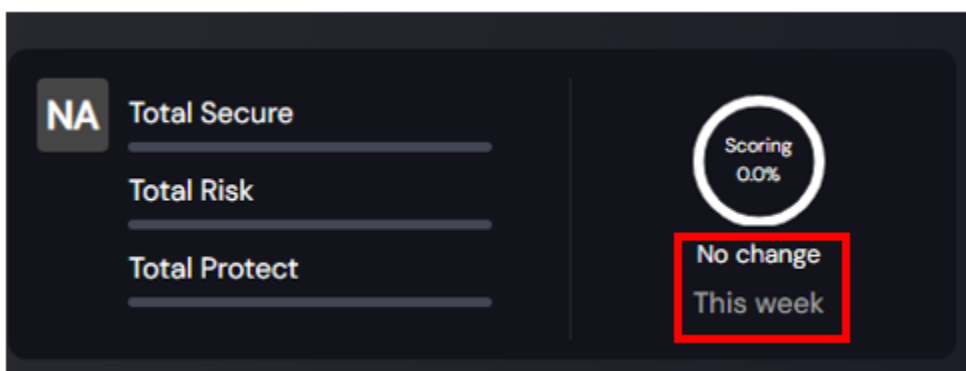 NA
Total Secure
Total Risk
Total Protect
Scoring
0.0%
No change
This week